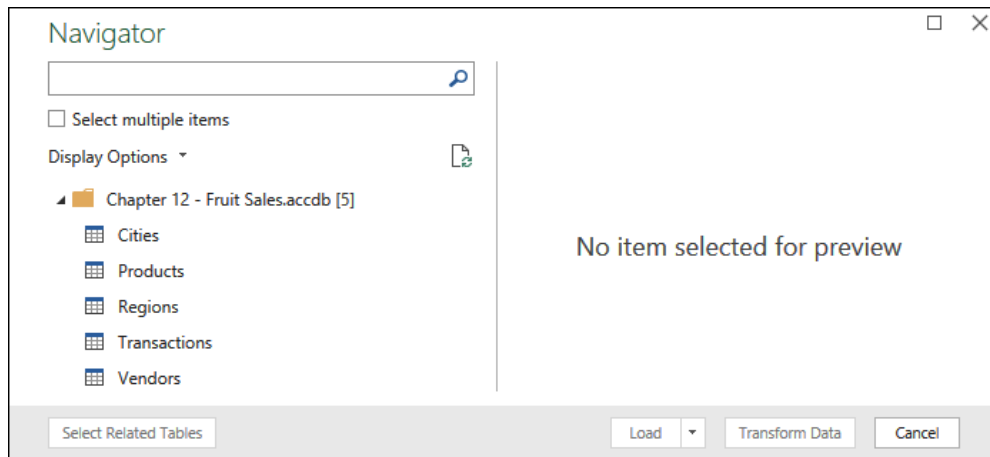 Navigator
Select multiple items
Display Options
Chapter 12 - Fruit Sales.accdb [5]
Cities
Products
Regions
Transactions
Vendors
No item selected for preview
Select Related Tables
Load
Transform Data
Cancel